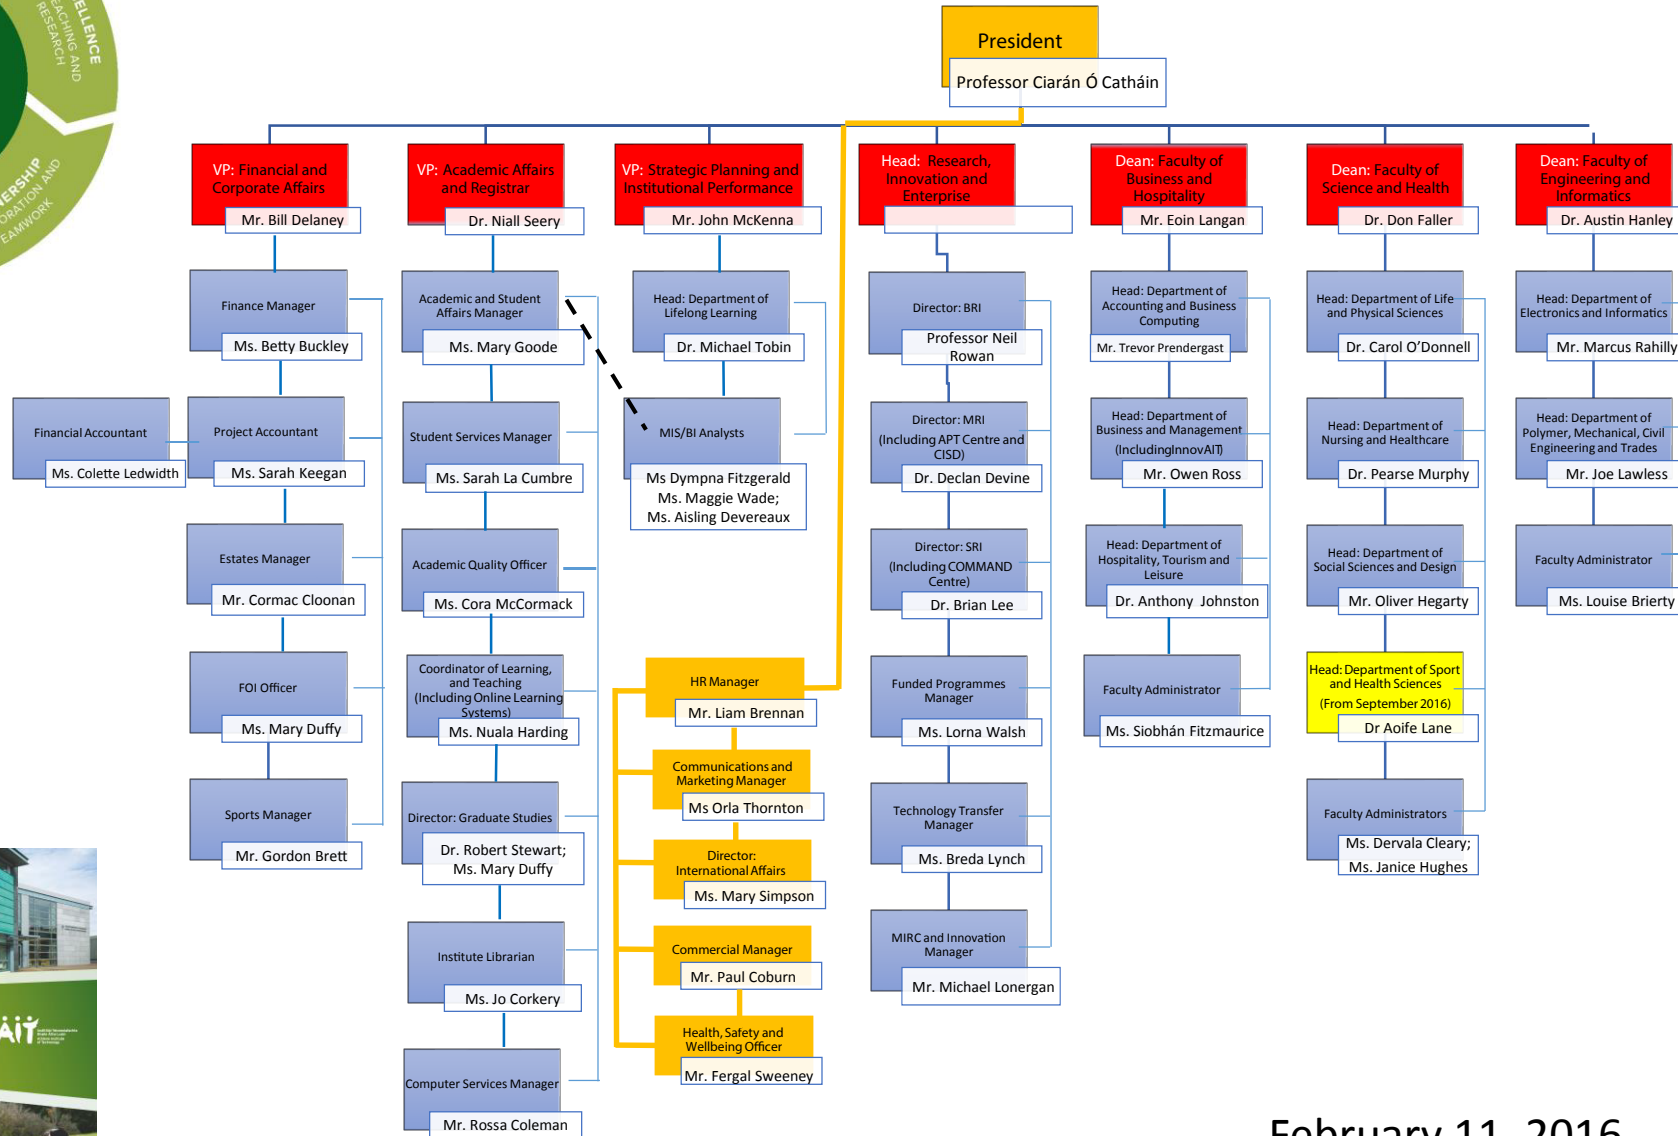 EXCELLENCE
TEACHING AND
RESEARCH
TEAMWORK
President
Professor Ciarán Ó Catháin
VP: Financial and
Corporate Affairs
Mr. Bill Delaney
VP: Academic Affairs
and Registrar
Dr. Niall Seery
VP: Strategic Planning and
Institutional Performance
Mr. John McKenna
Head: Research,
Innovation and
Enterprise
Dean: Faculty of
Business and
Hospitality
Mr. Eoin Langan
Dean: Faculty of
Science and Health
Dr. Don Faller
Dean: Faculty of
Engineering and
Informatics
Dr. Austin Hanley
Finance Manager
Ms. Betty Buckley
Financial Accountant
Ms. Colette Ledwidth
Project Accountant
Ms. Sarah Keegan
Estates Manager
Mr. Cormac Cloonan
FOI Officer
Ms. Mary Duffy
Sports Manager
Mr. Gordon Brett
Academic and Student
Affairs Manager
Ms. Mary Goode
Student Services Manager
Ms. Sarah La Cumbre
Academic Quality Officer
Ms. Cora McCormack
Coordinator of Learning,
and Teaching
(Including Online Learning
Systems)
Ms. Nuala Harding
Director: Graduate Studies
Dr. Robert Stewart;
Ms. Mary Duffy
Institute Librarian
Ms. Jo Corkery
Computer Services Manager
Mr. Rossa Coleman
Head: Department of
Lifelong Learning
Dr. Michael Tobin
MIS/BI Analysts
Ms Dympna Fitzgerald
Ms. Maggie Wade;
Ms. Aisling Devereaux
HR Manager
Mr. Liam Brennan
Communications and
Marketing Manager
Ms Orla Thornton
Director:
International Affairs
Ms. Mary Simpson
Commercial Manager
Mr. Paul Coburn
Health, Safety and
Wellbeing Officer
Mr. Fergal Sweeney
Director: BRI
Professor Neil
Rowan
Director: MRI
(Including APT Centre and
CISD)
Dr. Declan Devine
Director: SRI
(Including COMMAND
Centre)
Dr. Brian Lee
Funded Programmes
Manager
Ms. Lorna Walsh
Technology Transfer
Manager
Ms. Breda Lynch
MIRC and Innovation
Manager
Mr. Michael Lonergan
Head: Department of
Accounting and Business
Computing
Mr. Trevor Prendergast
Head: Department of
Business and Management
(IncludingInnovAIT)
Mr. Owen Ross
Head: Department of
Hospitality, Tourism and
Leisure
Dr. Anthony Johnston
Faculty Administrator
Ms. Siobhán Fitzmaurice
Head: Department of Life
and Physical Sciences
Dr. Carol O'Donnell
Head: Department of
Nursing and Healthcare
Dr. Pearse Murphy
Head: Department of
Social Sciences and Design
Mr. Oliver Hegarty
Head: Department of Sport
and Health Sciences
(From September 2016)
Dr Aoife Lane
Faculty Administrators
Ms. Dervala Cleary;
Ms. Janice Hughes
Head: Department of
Electronics and Informatics
Mr. Marcus Rahilly
Head: Department of
Polymer, Mechanical, Civil
Engineering and Trades
Mr. Joe Lawless
Faculty Administrator
Ms. Louise Brierty
AIT
February 11, 2016